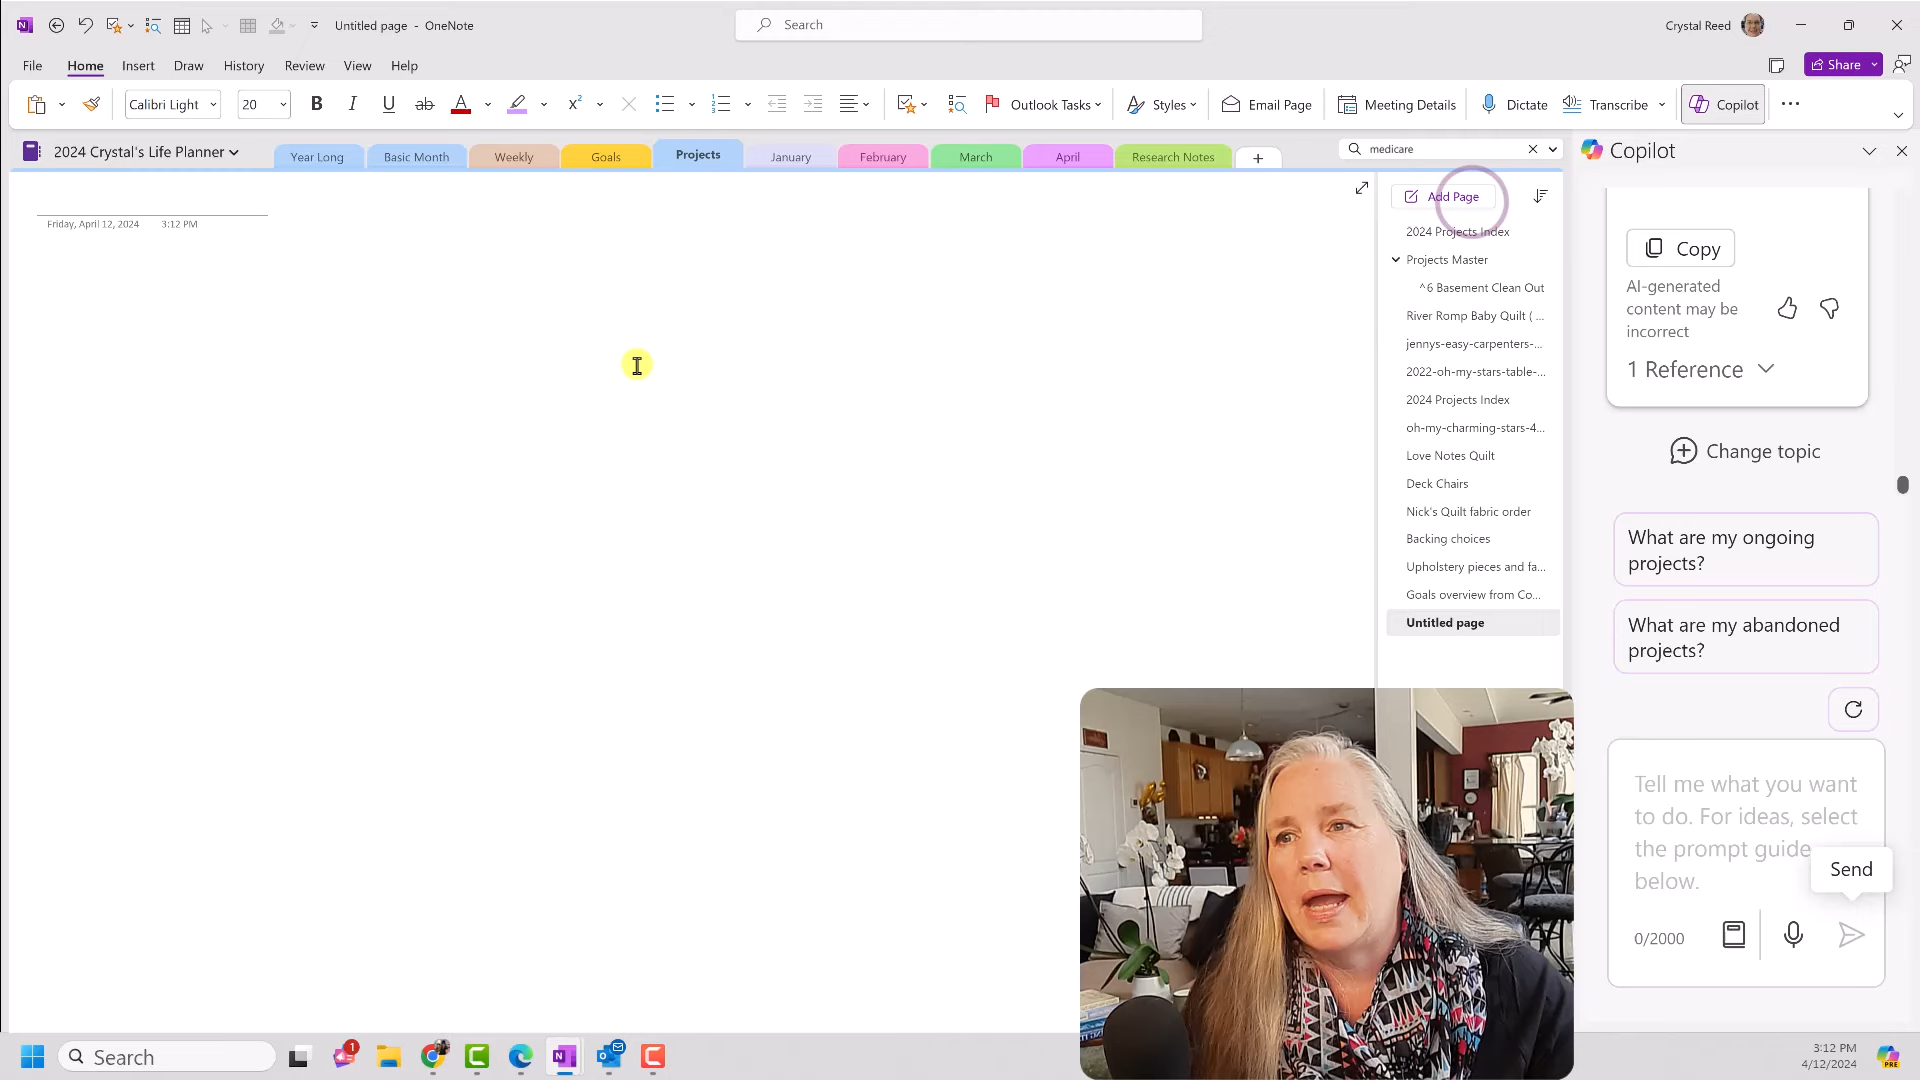 Untitled page - OneNote
Search
Crystal Reed
File Home Insert Draw History Review View Help
Share
Calibri Light 20 B I U ab A x² Outlook Tasks Styles Email Page Meeting Details Dictate Transcribe Copilot
2024 Crystal's Life Planner
Year Long
Basic Month
Weekly
Goals
Projects
January
February
March
April
Research Notes
medicare
Copilot
Friday, April 12, 2024 3:12 PM
Add Page
2024 Projects Index
Projects Master
^6 Basement Clean Out
River Romp Baby Quilt ( ...
jennys-easy-carpenters-...
2022-oh-my-stars-table-...
2024 Projects Index
oh-my-charming-stars-4...
Love Notes Quilt
Deck Chairs
Nick's Quilt fabric order
Backing choices
Upholstery pieces and fa...
Goals overview from Co...
Untitled page
Copy
AI-generated
content may be
incorrect
1 Reference
Change topic
What are my ongoing
projects?
What are my abandoned
projects?
Tell me what you want
to do. For ideas, select
the prompt guide
below.
Send
0/2000
Search
1
3:12 PM
4/12/2024
PRE